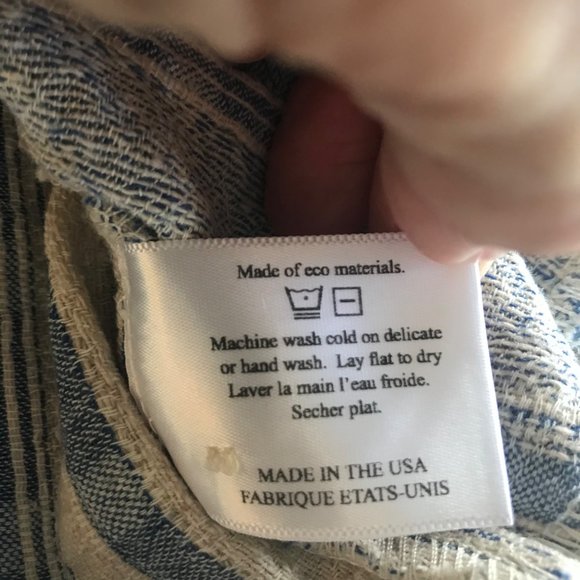 Made of eco materials.
Machine wash cold on delicate
or hand wash. Lay flat to dry
Laver la main l'eau froide.
Secher plat.
MADE IN THE USA
FABRIQUE ETATS-UNIS